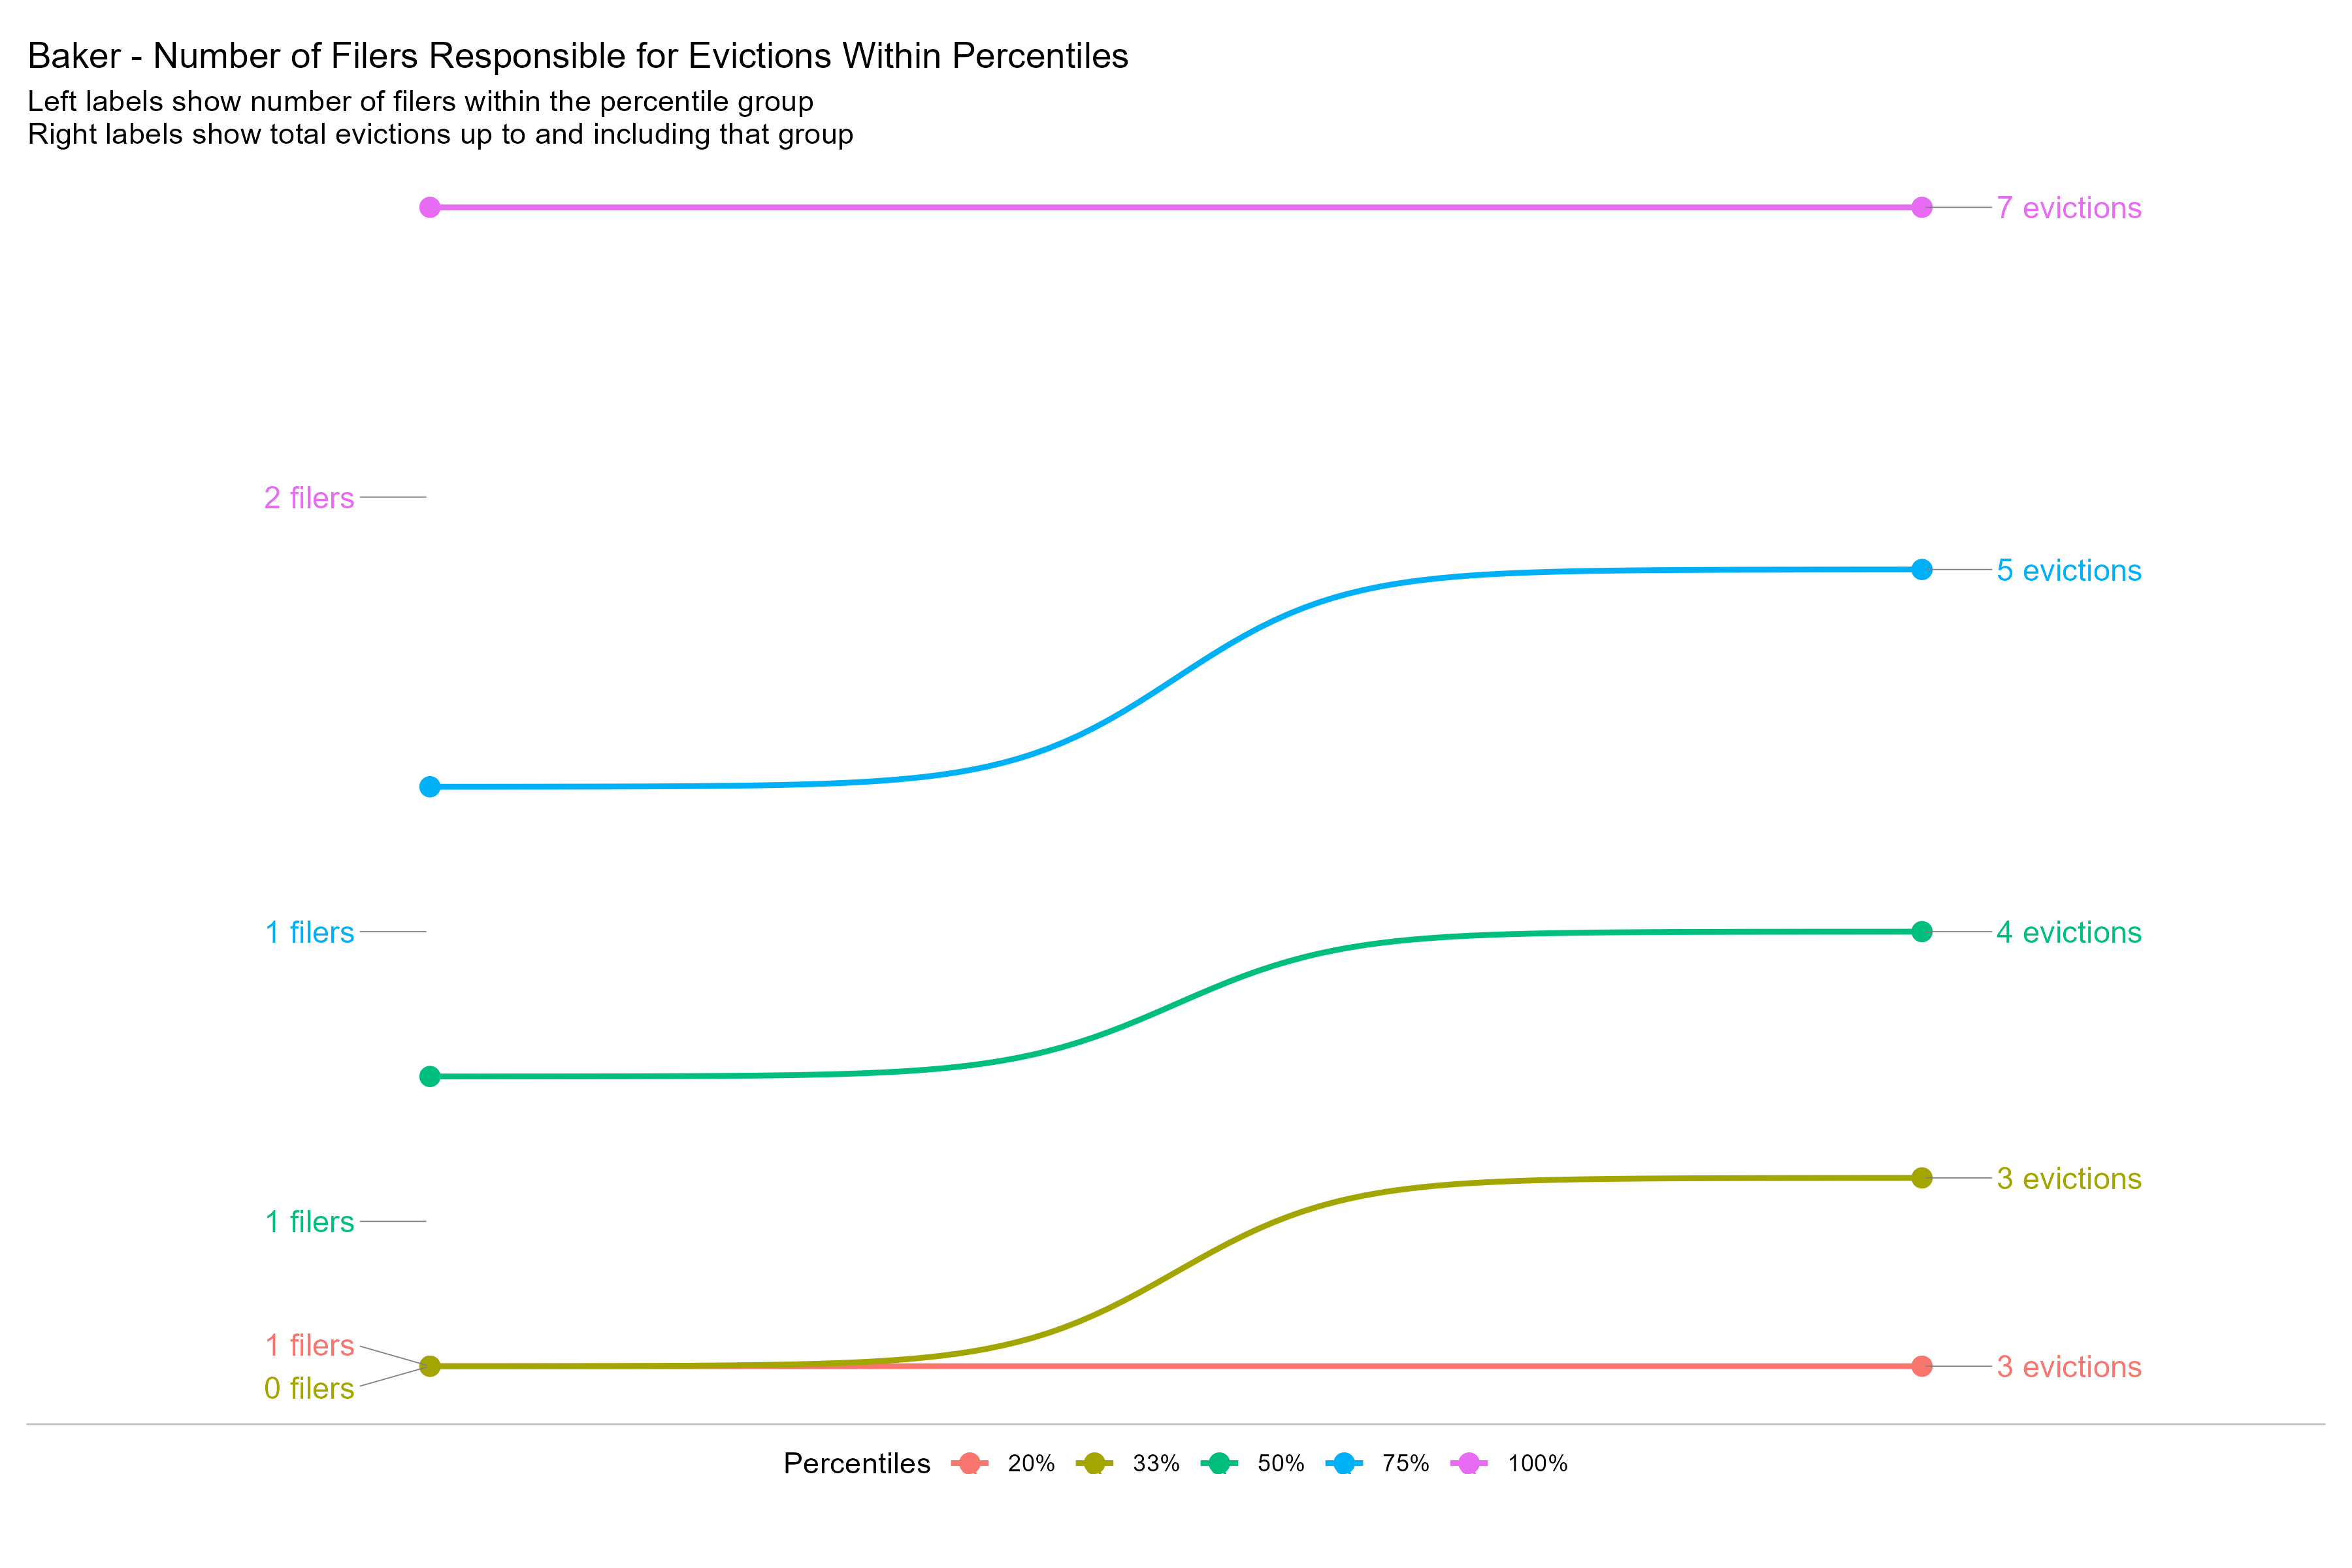 Baker - Number of Filers Responsible for Evictions Within Percentiles
Left labels show number of filers within the percentile group
Right labels show total evictions up to and including that group
7 evictions
2 filers
5 evictions
1 filers
4 evictions
3 evictions
1 filers
1 filers
3 evictions
0 filers
Percentiles 20% 33% 50% 75% 100%